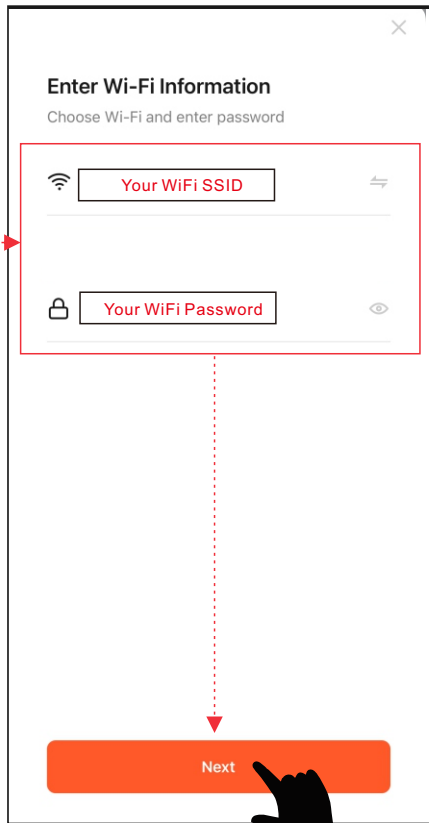 Enter Wi-Fi Information
Choose Wi-Fi and enter password
Your WiFi SSID
Your WiFi Password
Next